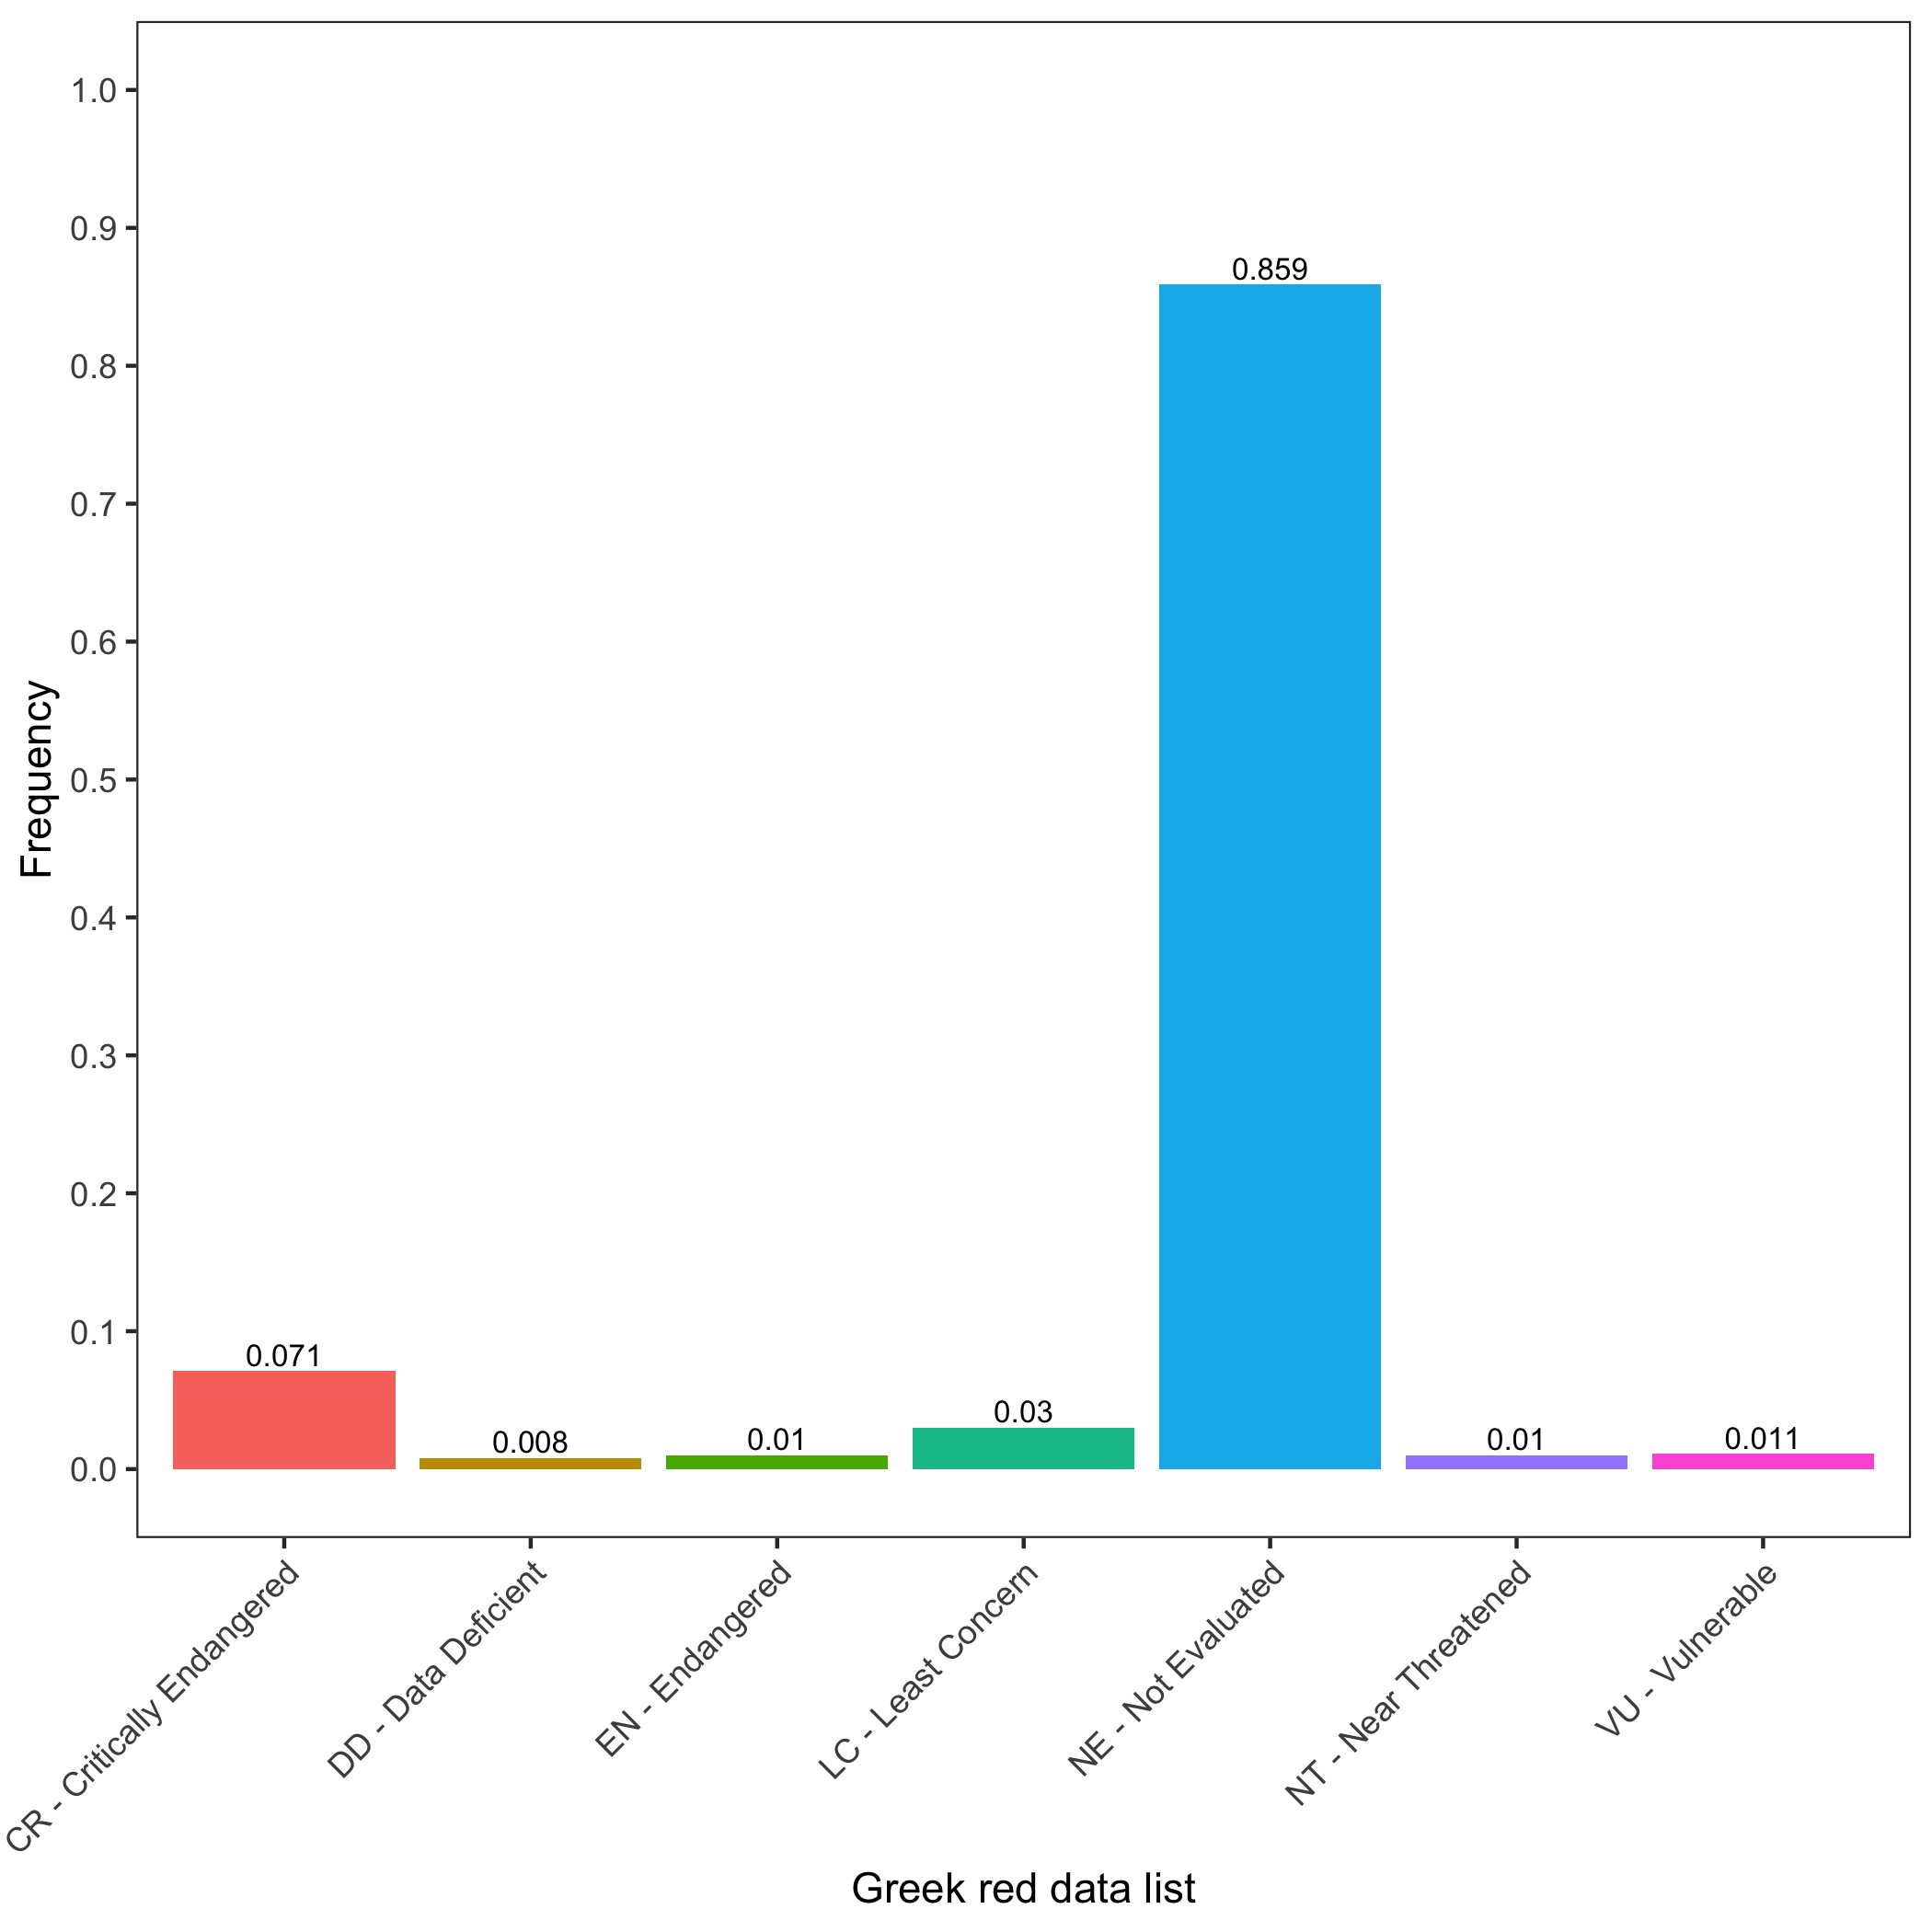 1.0
0.9
0.8
0.7
0.6
0.5
0.4
0.3
0.2
0.1
0.0
Frequency
0.071
0.008
0.01
0.03
0.859
0.01
0.011
CR - Critically Endangered
DD - Data Deficient
EN - Endangered
LC - Least Concern
NE - Not Evaluated
NT - Near Threatened
VU - Vulnerable
Greek red data list